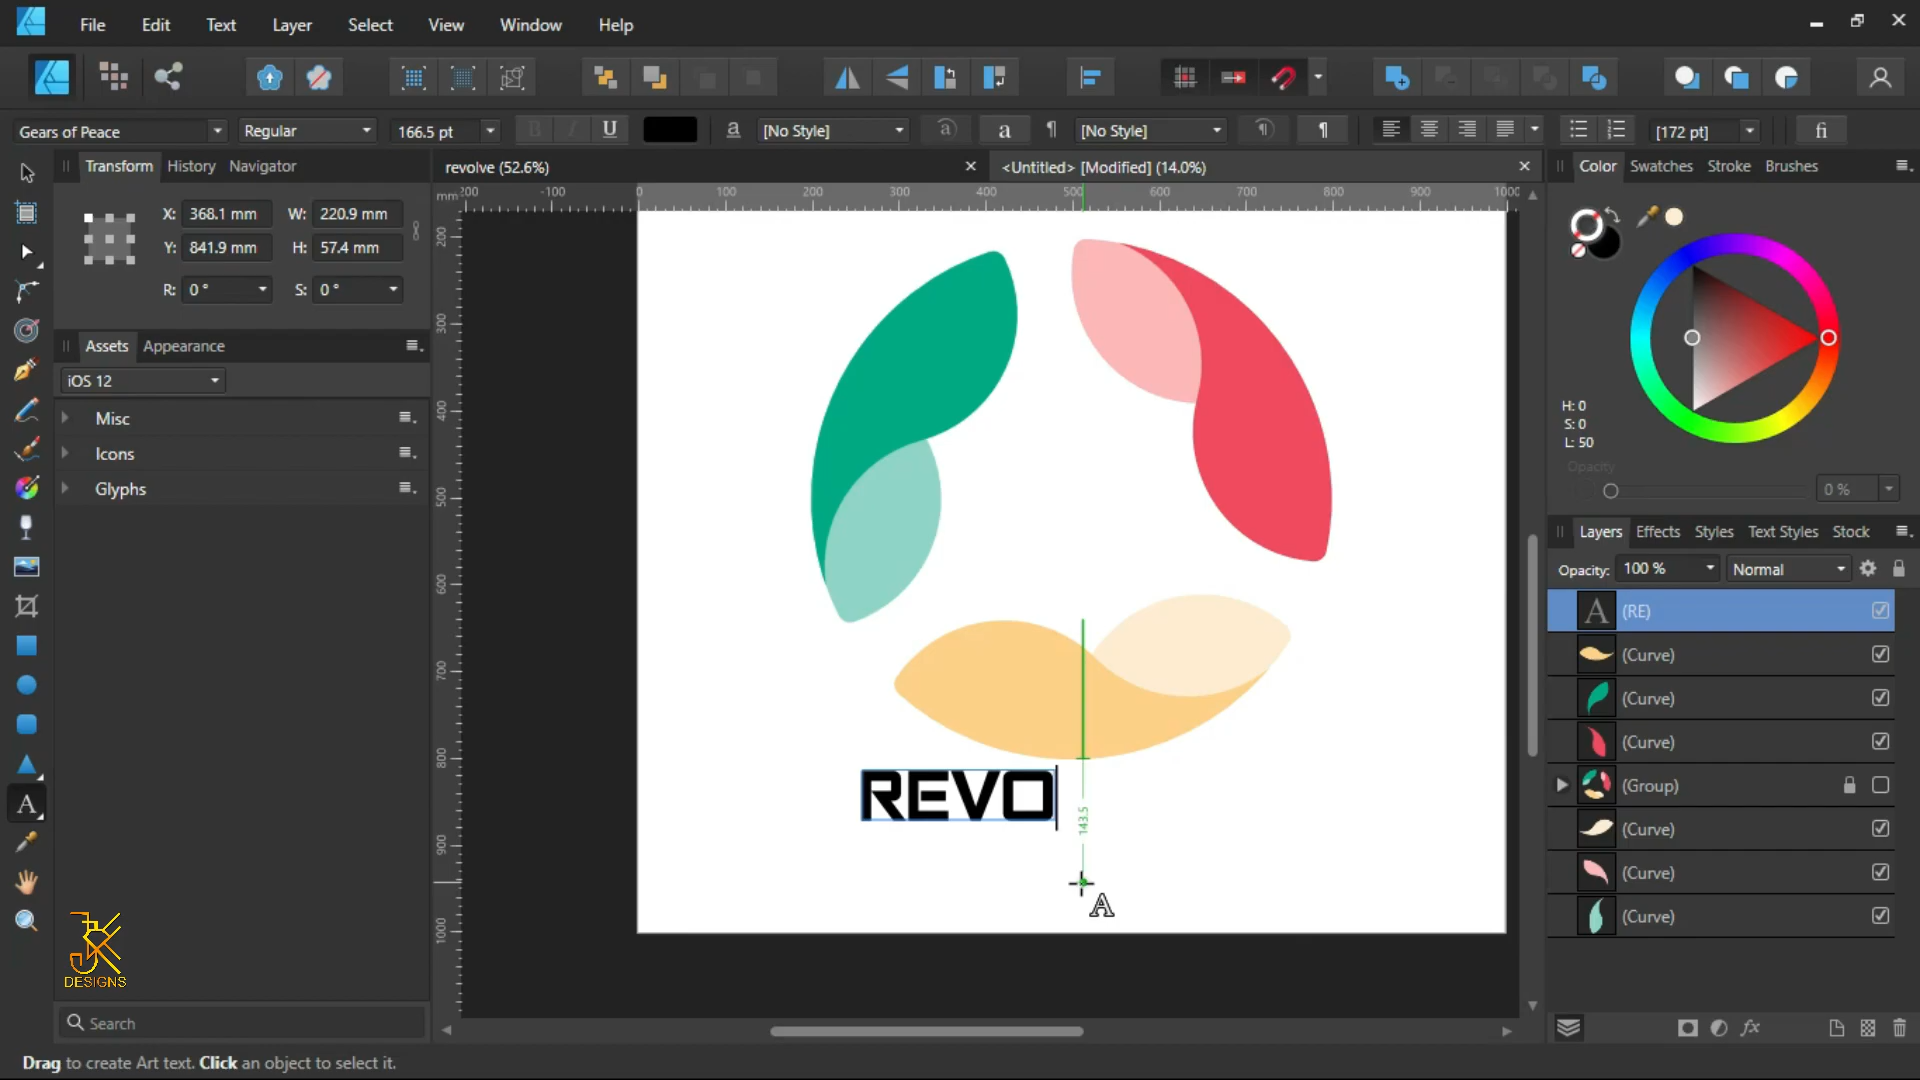 File Edit Text Layer Select View Window Help
Gears of Peace Regular 166.5 pt B I U a [No Style] a a ¶ [No Style] ¶ ¶ [172 pt] fi
Transform History Navigator
X: 368.1 mm W: 220.9 mm
Y: 841.9 mm H: 57.4 mm
R: 0 ° S: 0 °
Assets Appearance
iOS 12
Misc
Icons
Glyphs
JK
DESIGNS
Search
revolve (52.6%)
<Untitled> [Modified] (14.0%)
mm 200 -100 0 100 200 300 400 500 600 700 800 900 1000
200
300
400
500
600
700
800
900
1000
REVO
143.5
A
Color Swatches Stroke Brushes
H: 0
S: 0
L: 50
Opacity
0 %
Layers Effects Styles Text Styles Stock
Opacity: 100 % Normal
A (RE)
(Curve)
(Curve)
(Curve)
(Group)
(Curve)
(Curve)
(Curve)
fx
Drag to create Art text. Click an object to select it.